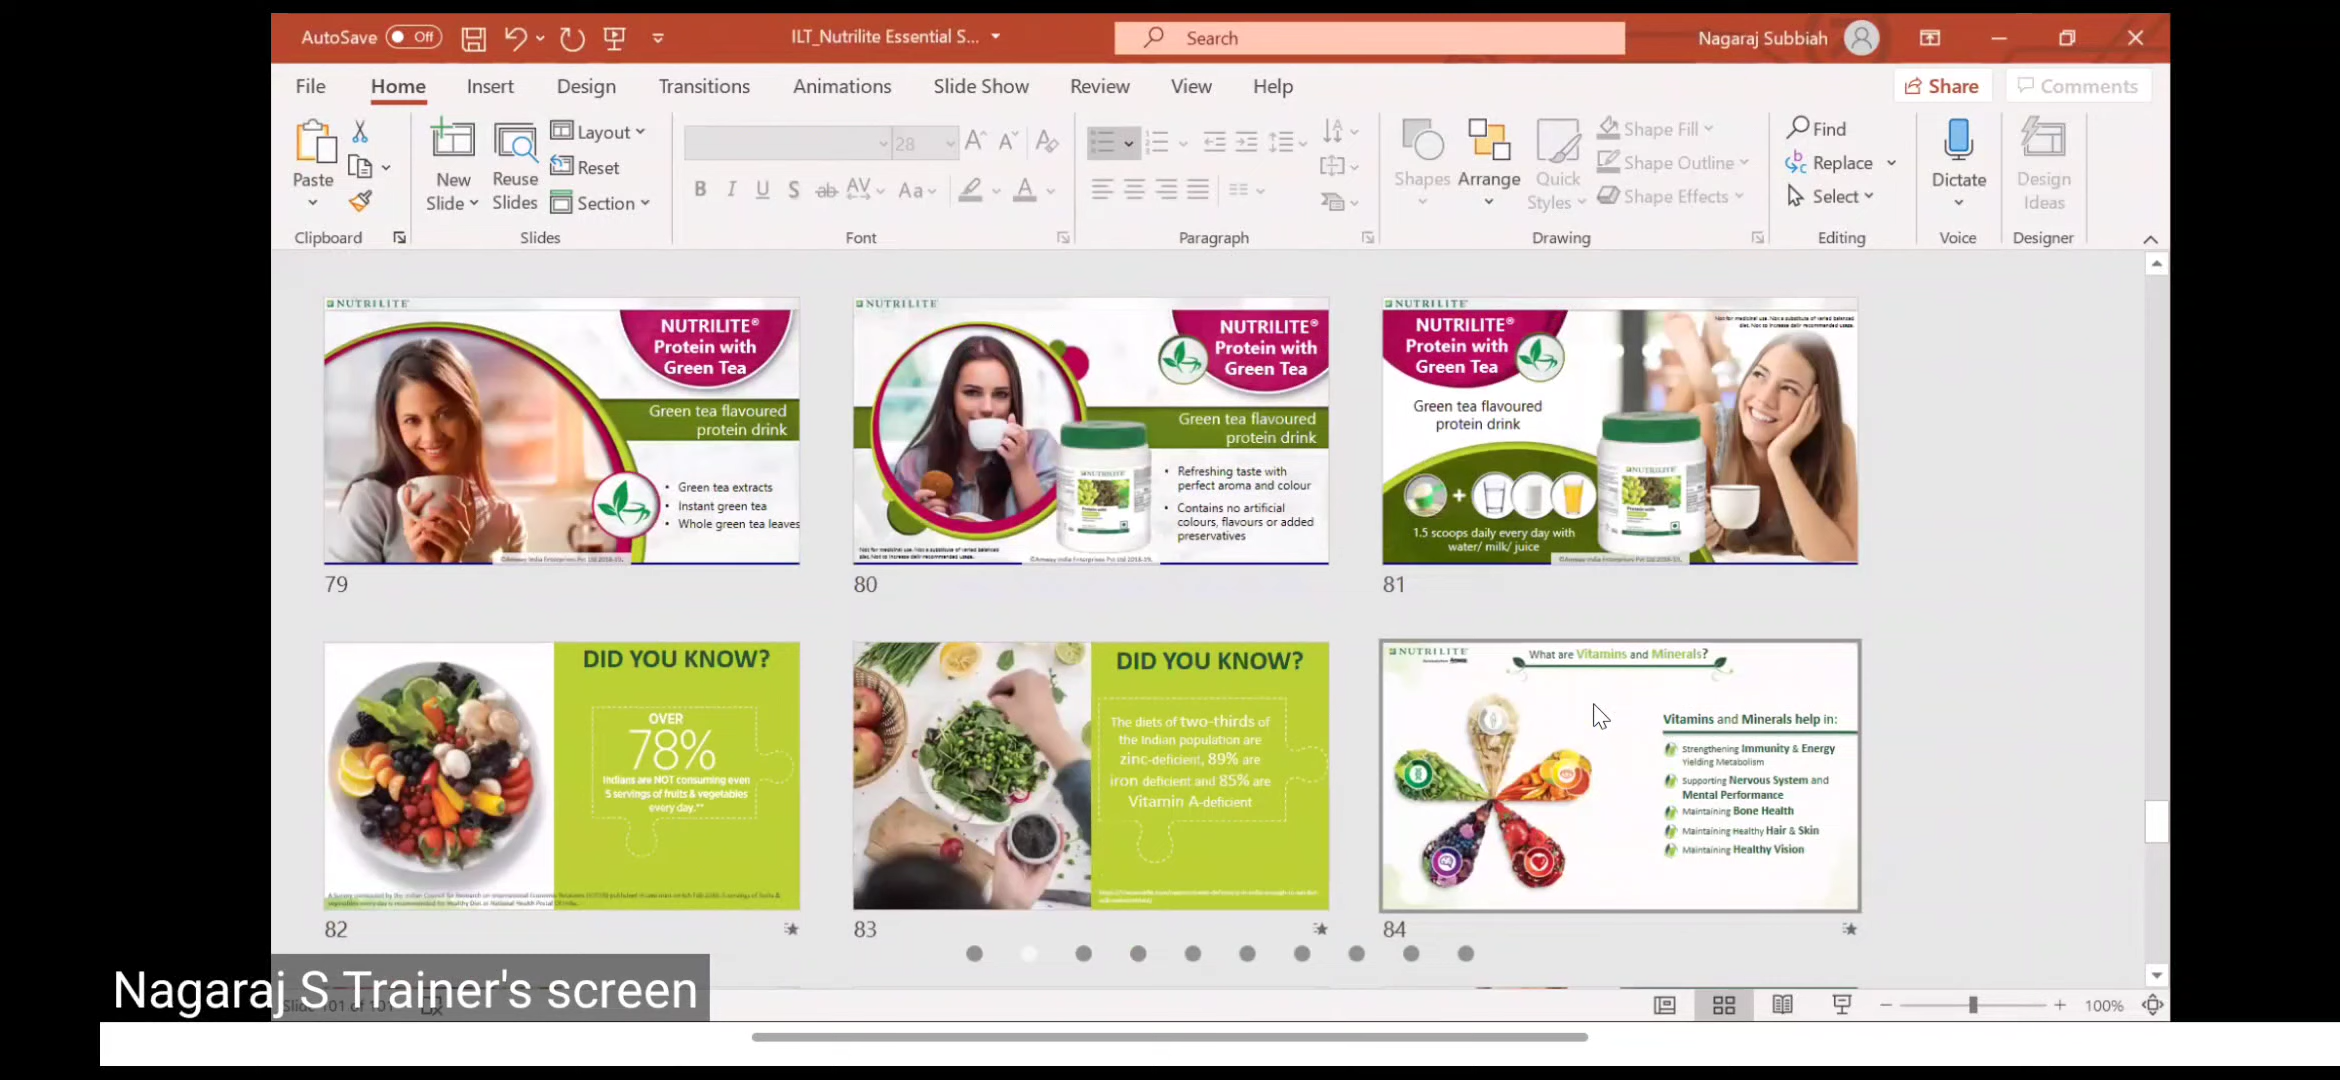 AutoSave Off
ILT_Nutrilite Essential S...
Search
Nagaraj Subbiah
File Home Insert Design Transitions Animations Slide Show Review View Help
Share
Comments
Paste
New
Slide
Reuse
Slides
Layout
Reset
Section
28
B I U S ab AV Aa A
Shapes
Arrange
Quick
Styles
Shape Fill
Shape Outline
Shape Effects
Find
Replace
Select
Dictate
Design
Ideas
Clipboard
Slides
Font
Paragraph
Drawing
Editing
Voice
Designer
NUTRILITE
NUTRILITE®
Protein with
Green Tea
Green tea flavoured
protein drink
• Green tea extracts
• Instant green tea
• Whole green tea leaves
79
NUTRILITE
NUTRILITE®
Protein with
Green Tea
Green tea flavoured
protein drink
• Refreshing taste with
perfect aroma and colour
• Contains no artificial
colours, flavours or added
preservatives
NUTRILITE
80
NUTRILITE
NUTRILITE®
Protein with
Green Tea
Green tea flavoured
protein drink
+
1.5 scoops daily every day with
water/ milk/ juice
NUTRILITE
81
DID YOU KNOW?
OVER
78%
Indians are NOT consuming even
5 servings of fruits & vegetables
every day.**
82
DID YOU KNOW?
The diets of two-thirds of
the Indian population are
zinc-deficient, 89% are
iron deficient and 85% are
Vitamin A-deficient
83
NUTRILITE
What are Vitamins and Minerals?
Vitamins and Minerals help in:
Strengthening Immunity & Energy
Yielding Metabolism
Supporting Nervous System and
Mental Performance
Maintaining Bone Health
Maintaining Healthy Hair & Skin
Maintaining Healthy Vision
84
Nagaraj S Trainer's screen
100%